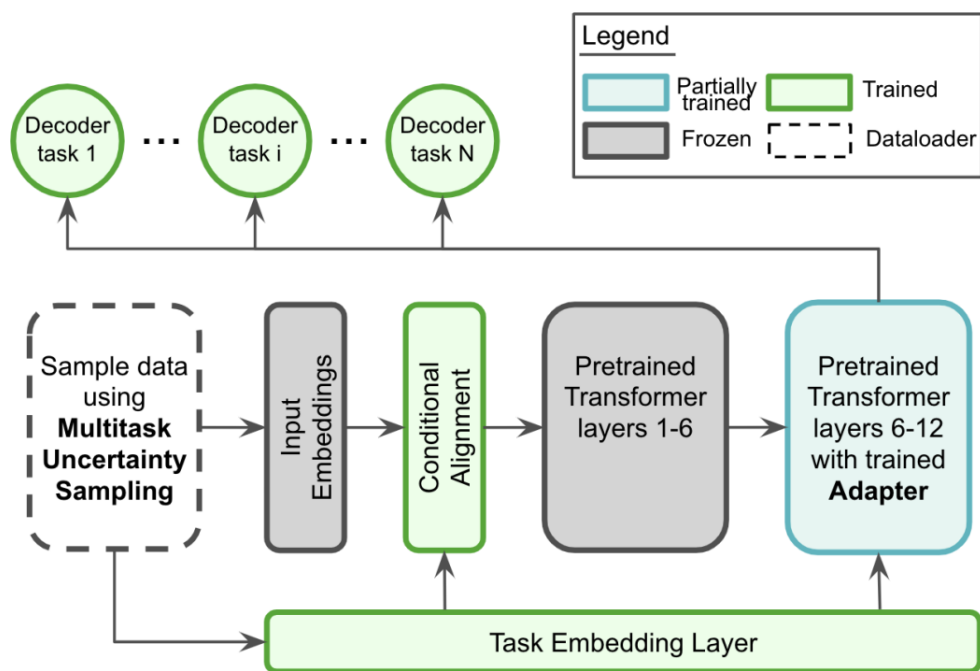 Legend
Partially
trained
Trained
Frozen
Dataloader
Decoder
task 1
...
Decoder
task i
...
Decoder
task N
Sample data
using
Multitask
Uncertainty
Sampling
Input
Embeddings
Conditional
Alignment
Pretrained
Transformer
layers 1-6
Pretrained
Transformer
layers 6-12
with trained
Adapter
Task Embedding Layer